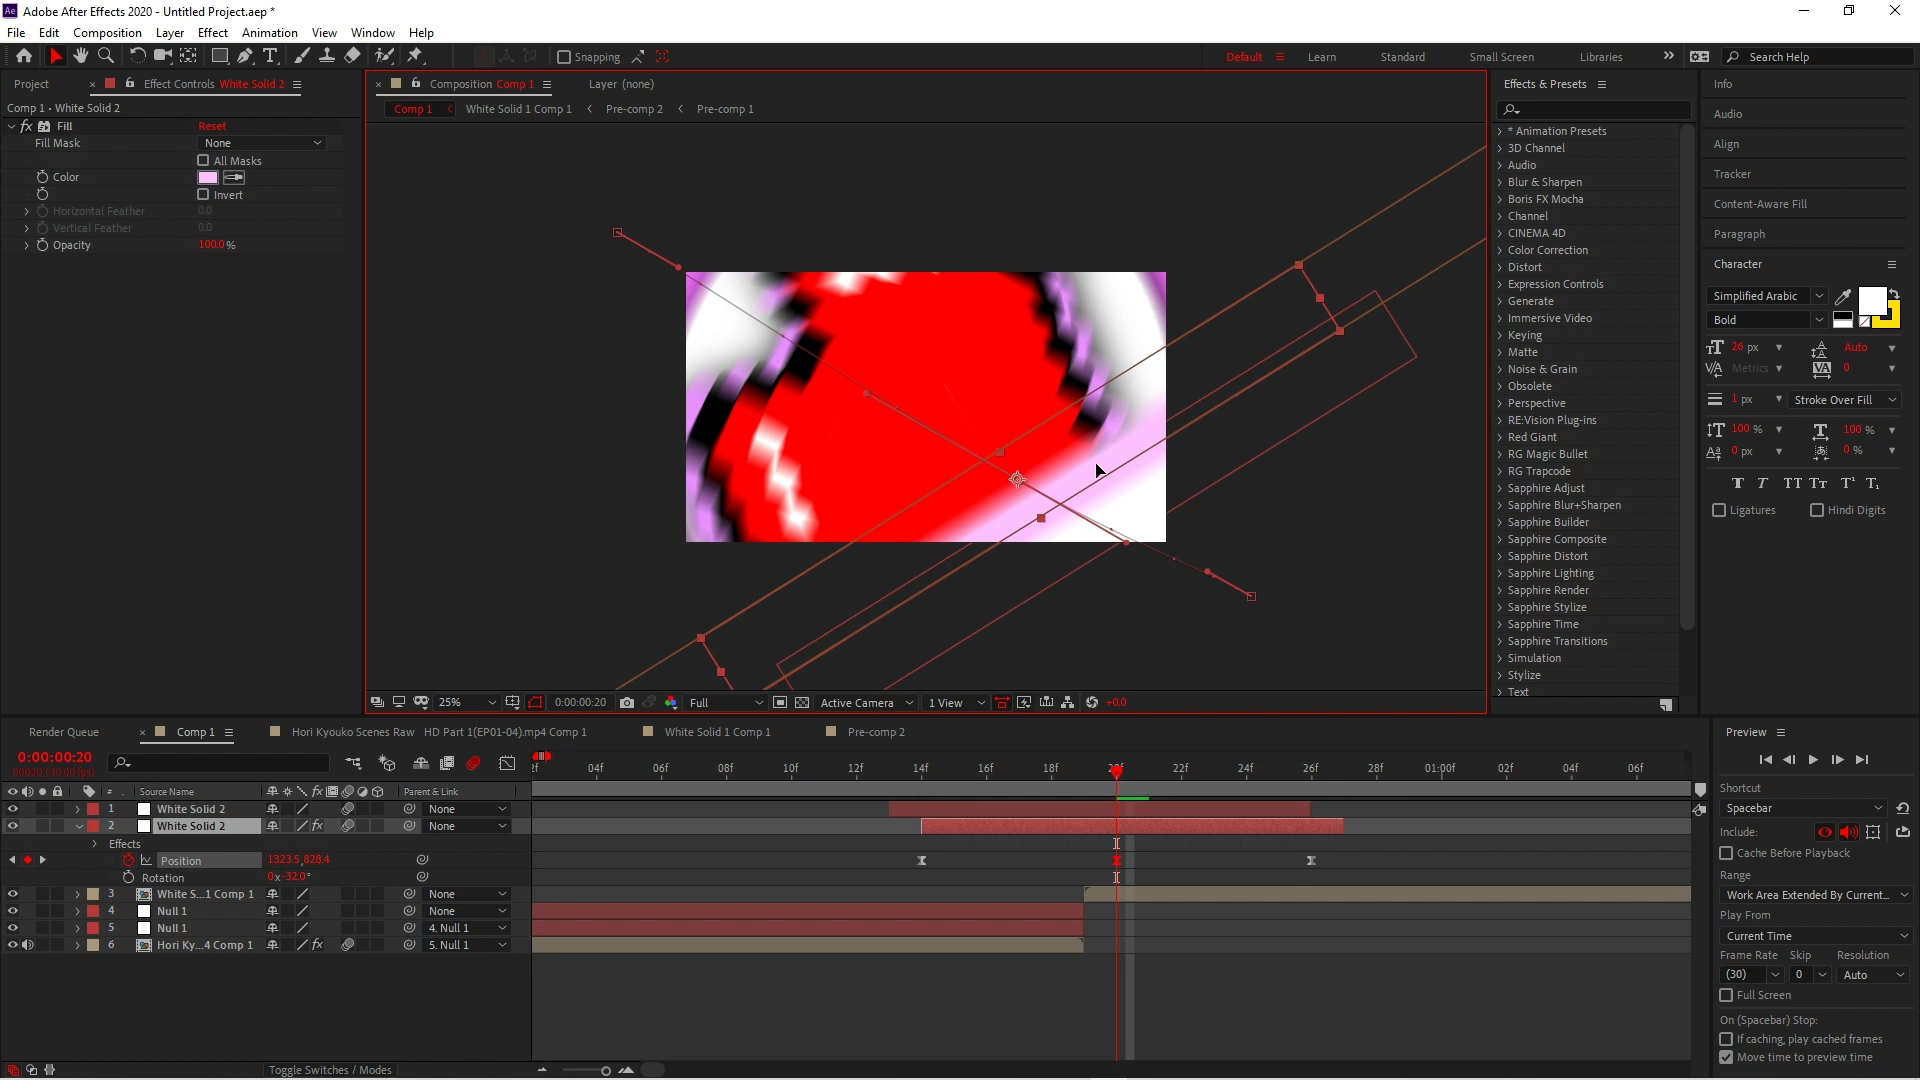 Adobe After Effects 2020 - Untitled Project.aep *
File Edit Composition Layer Effect Animation View Window Help
Snapping Default Learn Standard Small Screen Libraries Search Help
Project Effect Controls White Solid 2
Comp 1 • White Solid 2
fx Fill Reset
Fill Mask None
All Masks
Color
Invert
Horizontal Feather 0.0
Vertical Feather 0.0
Opacity 100.0 %
Composition Comp 1 Layer (none)
Comp 1 White Solid 1 Comp 1 Pre-comp 2 Pre-comp 1
25% 0:00:00:20 Full Active Camera 1 View +0.0
Effects & Presets
* Animation Presets
3D Channel
Audio
Blur & Sharpen
Boris FX Mocha
Channel
CINEMA 4D
Color Correction
Distort
Expression Controls
Generate
Immersive Video
Keying
Matte
Noise & Grain
Obsolete
Perspective
RE:Vision Plug-ins
Red Giant
RG Magic Bullet
RG Trapcode
Sapphire Adjust
Sapphire Blur+Sharpen
Sapphire Builder
Sapphire Composite
Sapphire Distort
Sapphire Lighting
Sapphire Render
Sapphire Stylize
Sapphire Time
Sapphire Transitions
Simulation
Stylize
Text
Info
Audio
Align
Tracker
Content-Aware Fill
Paragraph
Character
Simplified Arabic
Bold
26 px Auto
Metrics 0
1 px Stroke Over Fill
100 % 100 %
0 px 0 %
Ligatures Hindi Digits
Render Queue Comp 1 Hori Kyouko Scenes Raw HD Part 1(EP01-04).mp4 Comp 1 White Solid 1 Comp 1 Pre-comp 2
0:00:00:20
00020 (30.00 fps)
04f 06f 08f 10f 12f 14f 16f 18f 20f 22f 24f 26f 28f 01:00f 02f 04f 06f
# Source Name Parent & Link
1 White Solid 2 None
2 White Solid 2 None
Effects
Position 1323.5,828.4
Rotation 0x-32.0°
3 White S...1 Comp 1 None
4 Null 1 None
5 Null 1 4. Null 1
6 Hori Ky...4 Comp 1 5. Null 1
Toggle Switches / Modes
Preview
Shortcut
Spacebar
Include:
Cache Before Playback
Range
Work Area Extended By Current...
Play From
Current Time
Frame Rate Skip Resolution
(30) 0 Auto
Full Screen
On (Spacebar) Stop:
If caching, play cached frames
Move time to preview time